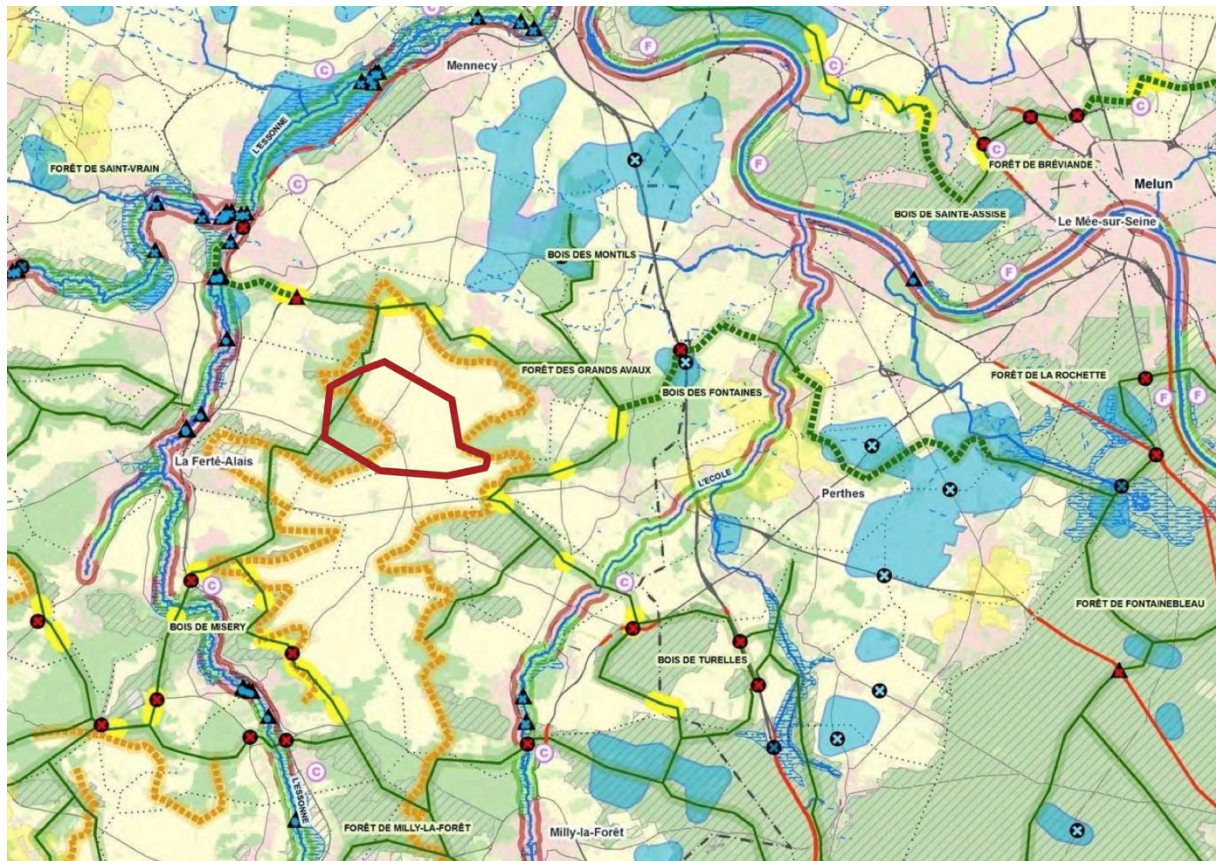 C
F
Mennecy
C
L'ESSONNE
F
C
C
C
FORÊT DE SAINT-VRAIN
FORÊT DE BRÉVIANDE
Melun
C
BOIS DE SAINTE-ASSISE
Le Mée-sur-Seine
BOIS DES MONTILS
F
F
FORÊT DES GRANDS AVAUX
FORÊT DE LA ROCHETTE
BOIS DES FONTAINES
F
F
La Ferté-Alais
L'ECOLE
Perthes
C
C
FORÊT DE FONTAINEBLEAU
BOIS DE MISERY
BOIS DE TURELLES
C
C
L'ESSONNE
FORÊT DE MILLY-LA-FORÊT
Milly-la-Forêt